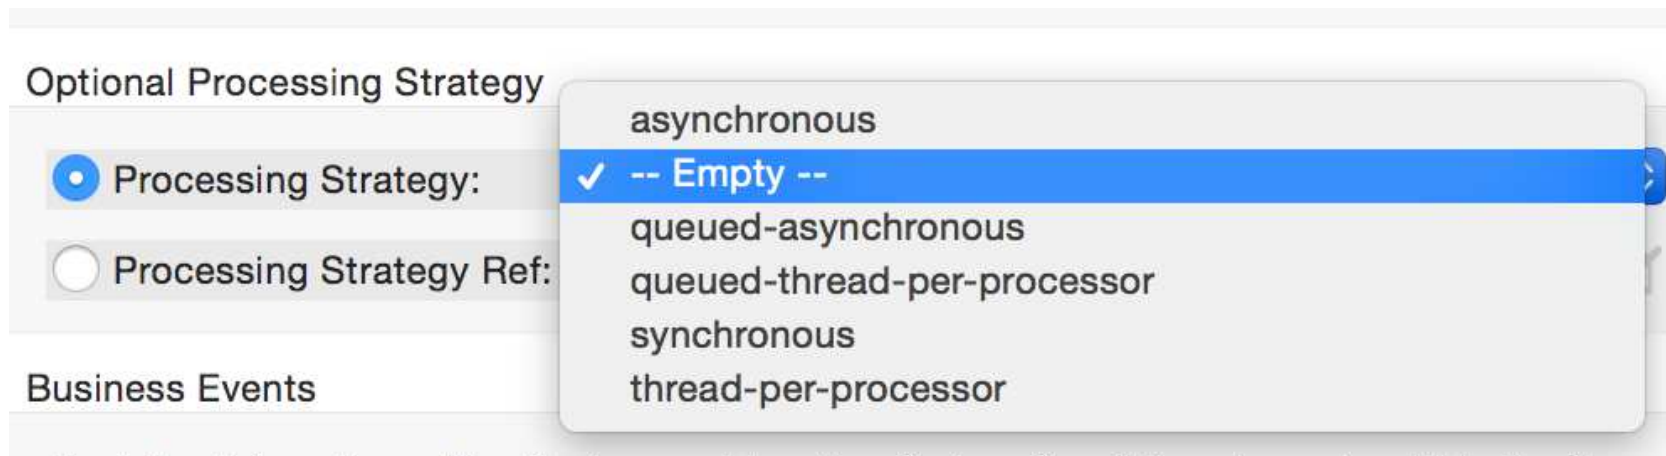 Optional Processing Strategy
Processing Strategy:
asynchronous
-- Empty --
queued-asynchronous
queued-thread-per-processor
synchronous
thread-per-processor
Processing Strategy Ref:
Business Events